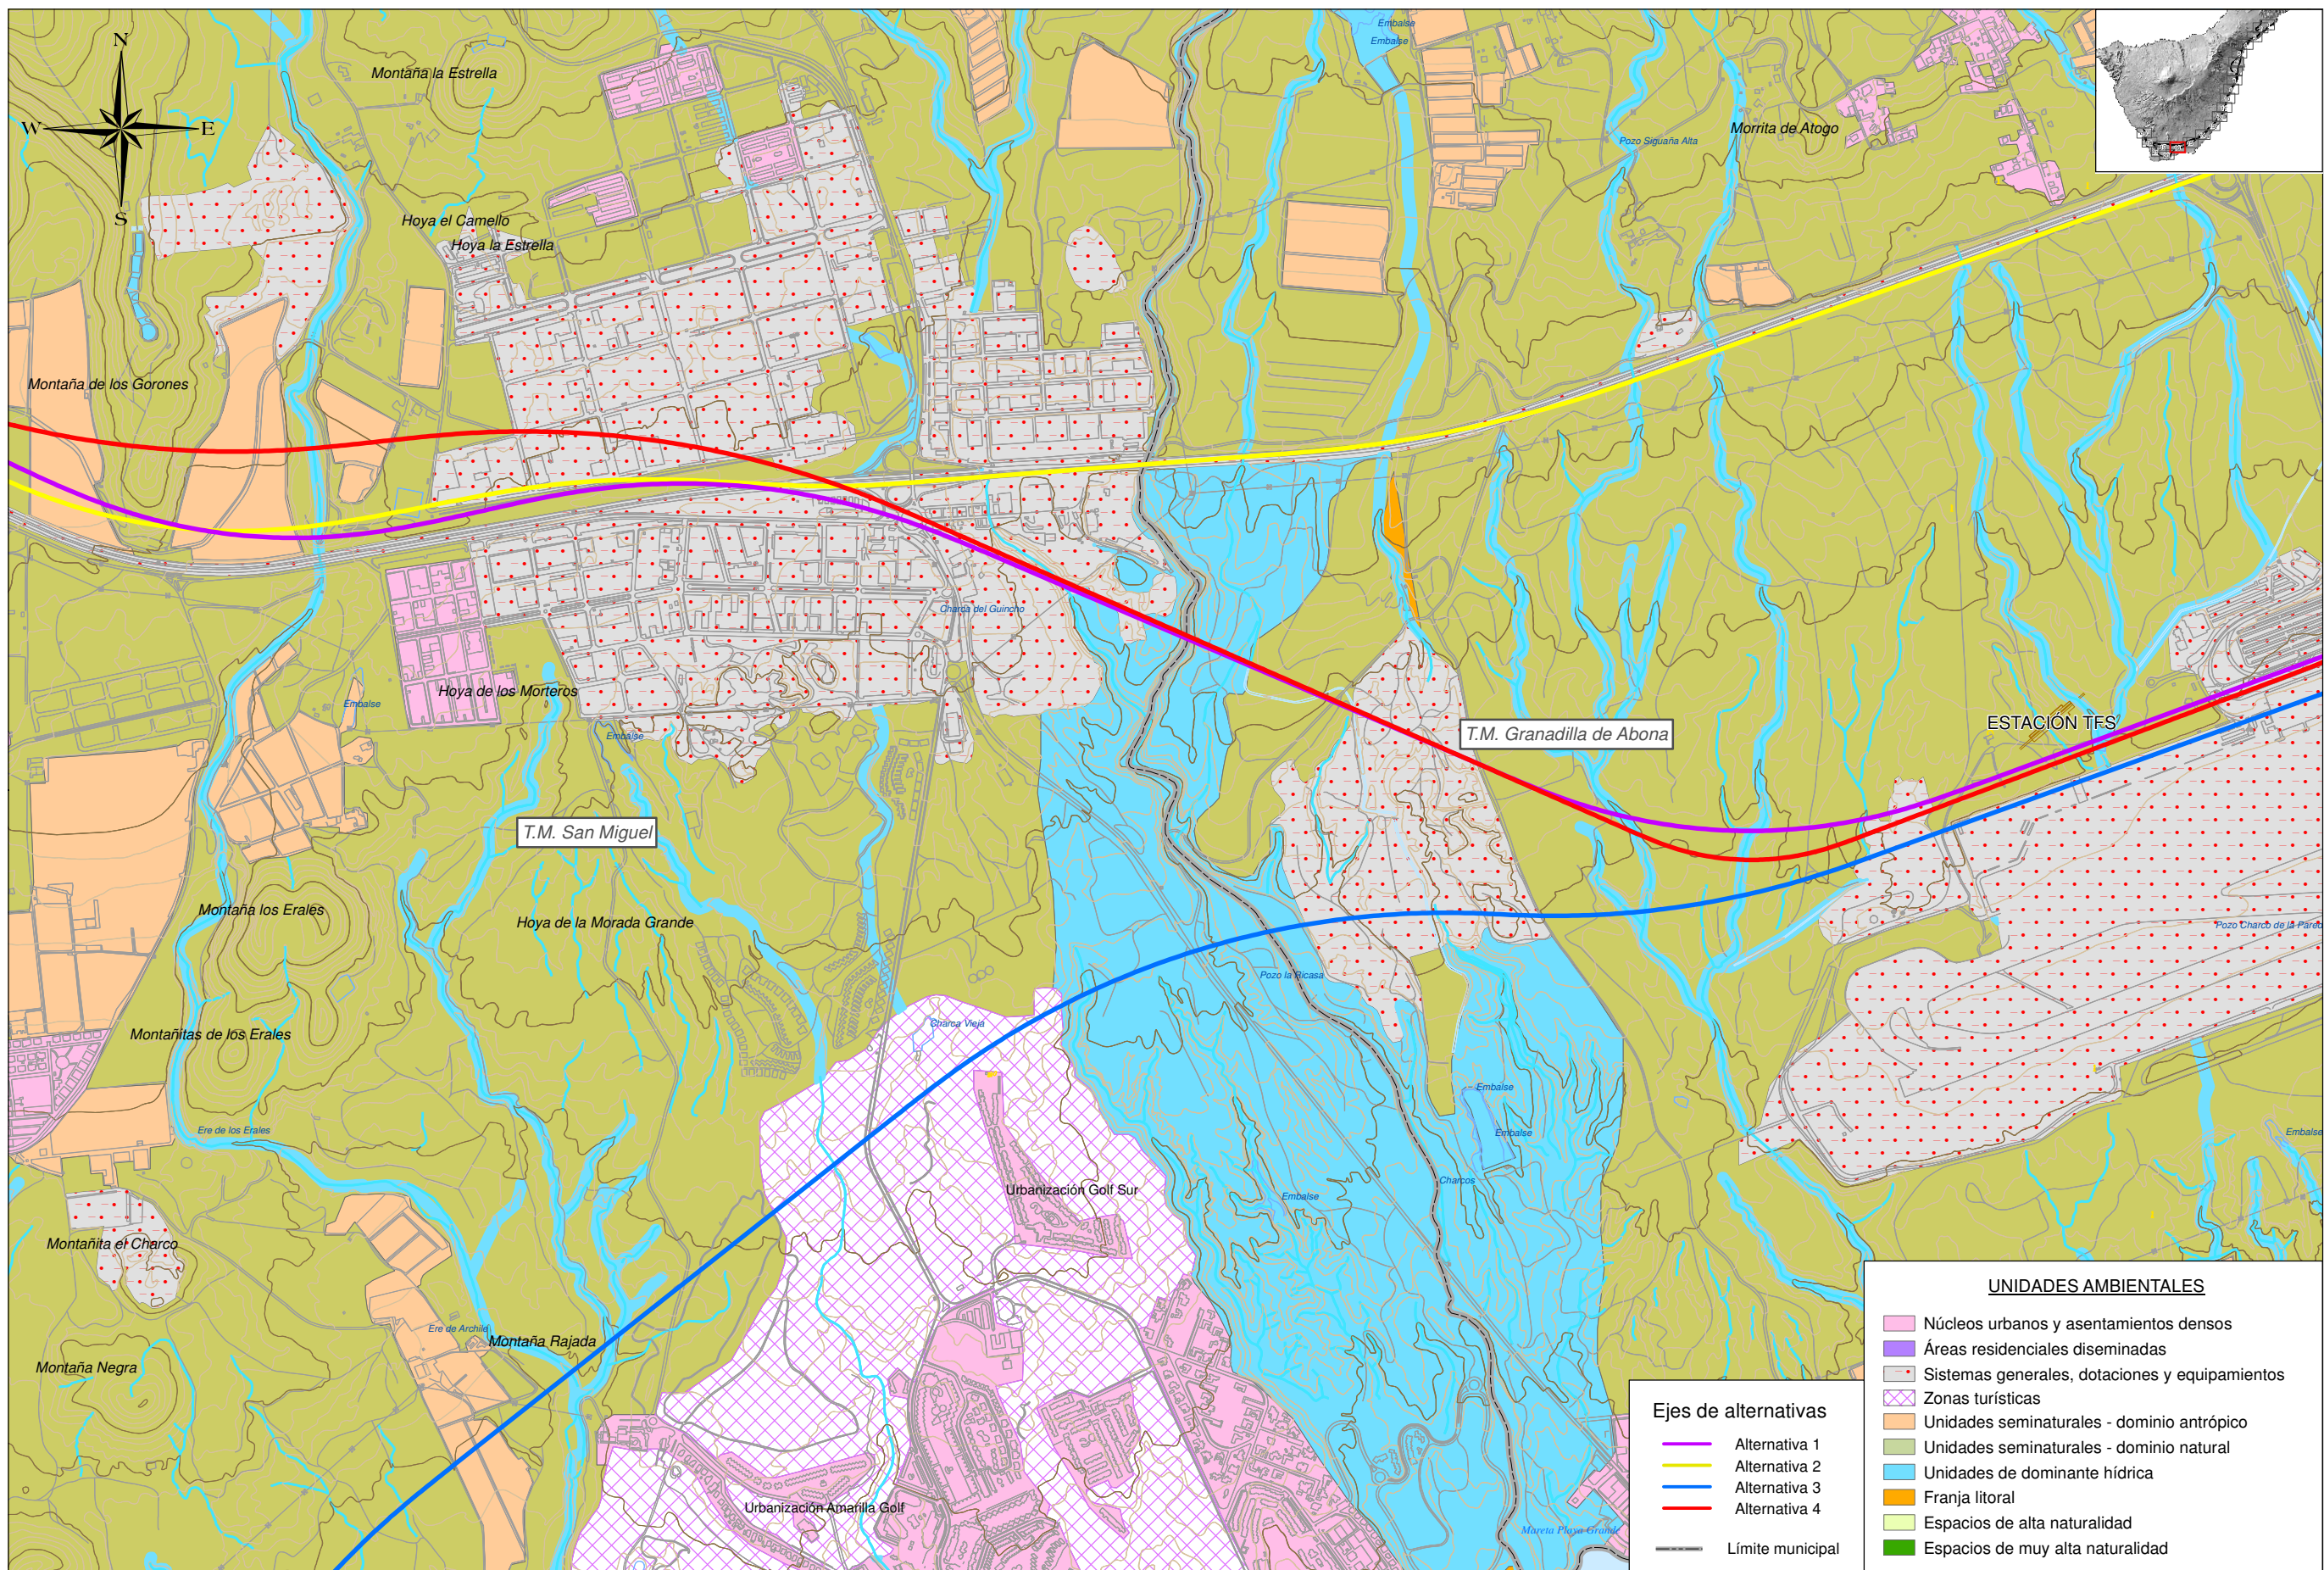 Embalse
Embalse
N
W
E
S
Montaña la Estrella
Morrita de Atogo
Pozo Siguaña Alta
Hoya el Camello
Hoya la Estrella
Montaña de los Gorones
Charca del Guincho
Hoya de los Morteros
Embalse
Embalse
T.M. Granadilla de Abona
ESTACIÓN TFS
T.M. San Miguel
Montaña los Erales
Hoya de la Morada Grande
Pozo Charco de la Pared
Pozo la Ricasa
Charca Vieja
Montañitas de los Erales
Embalse
Ere de los Erales
Embalse
Embalse
Charcos
Urbanización Golf Sur
Embalse
Montañita el Charco
Ere de Archile
Montaña Rajada
Montaña Negra
Urbanización Amarilla Golf
Mareta Playa Grande
Ejes de alternativas
Alternativa 1
Alternativa 2
Alternativa 3
Alternativa 4
Límite municipal
UNIDADES AMBIENTALES
Núcleos urbanos y asentamientos densos
Áreas residenciales diseminadas
Sistemas generales, dotaciones y equipamientos
Zonas turísticas
Unidades seminaturales - dominio antrópico
Unidades seminaturales - dominio natural
Unidades de dominante hídrica
Franja litoral
Espacios de alta naturalidad
Espacios de muy alta naturalidad